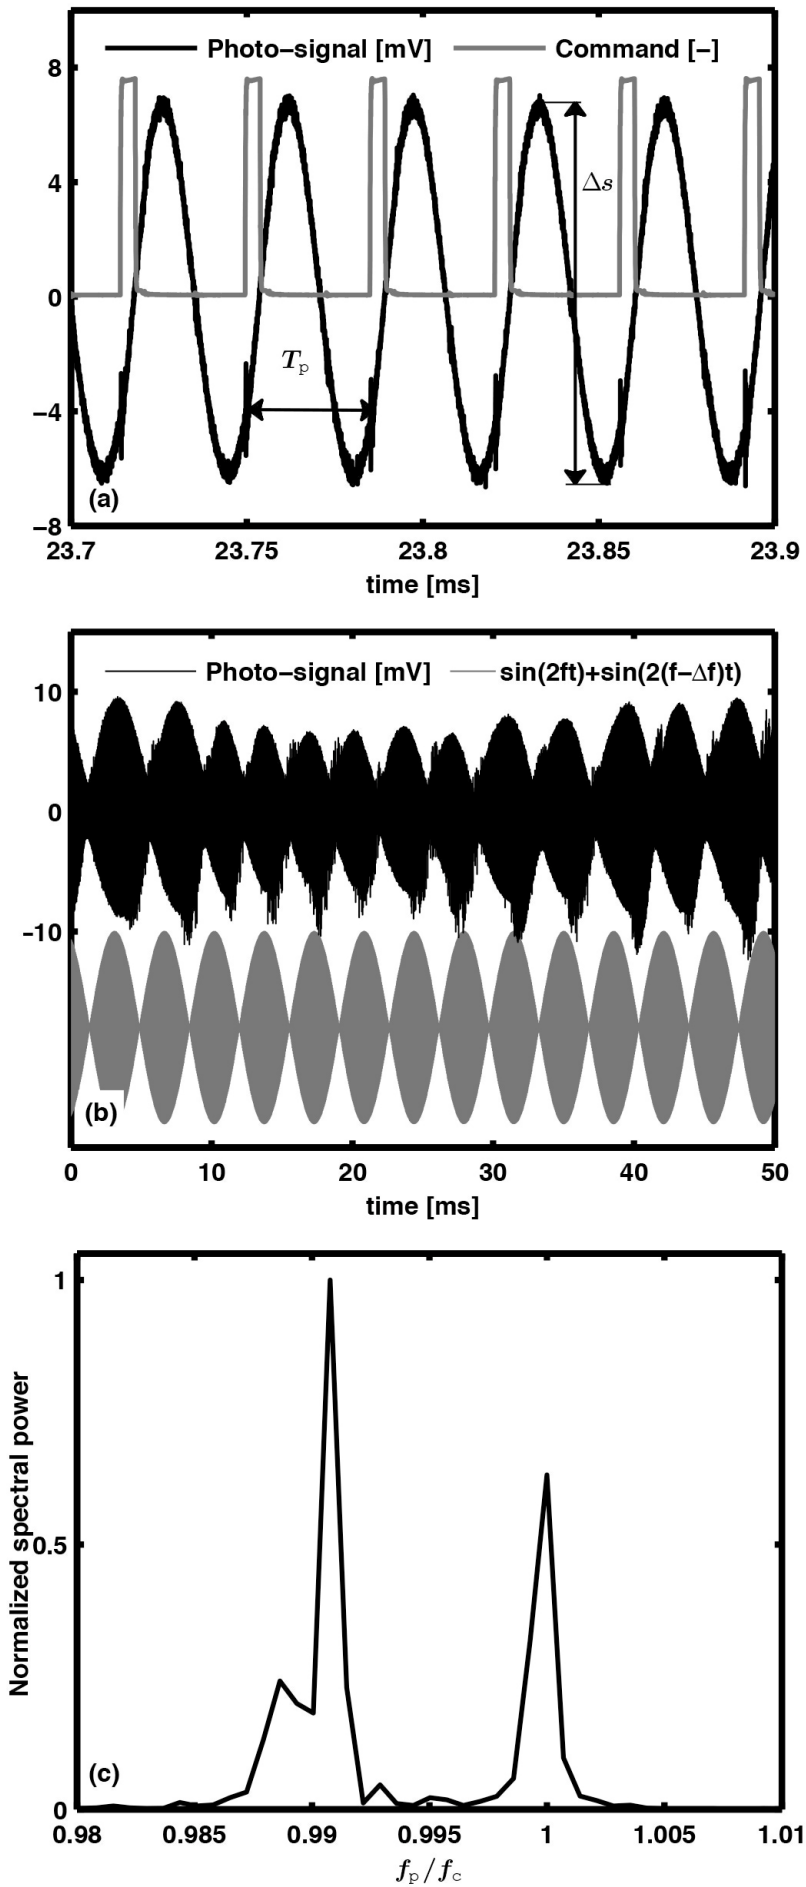 Photo−signal [mV] Command [−]
8
4
0
−4
−8
Δs
Tp
(a)
23.7 23.75 23.8 23.85 23.9
time [ms]
Photo−signal [mV] sin(2ft)+sin(2(f−Δf)t)
10
0
−10
(b)
0 10 20 30 40 50
time [ms]
Normalized spectral power
1
0.5
0
(c)
0.98 0.985 0.99 0.995 1 1.005 1.01
fp/fc